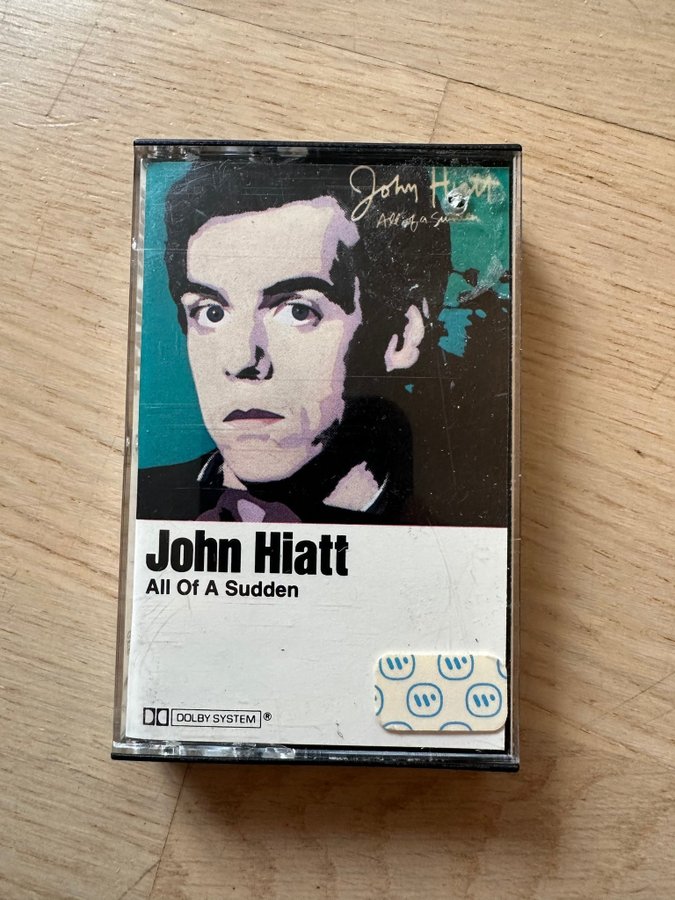 John Hiatt
All of a Sudden
John Hiatt
All Of A Sudden
DOLBY SYSTEM ®